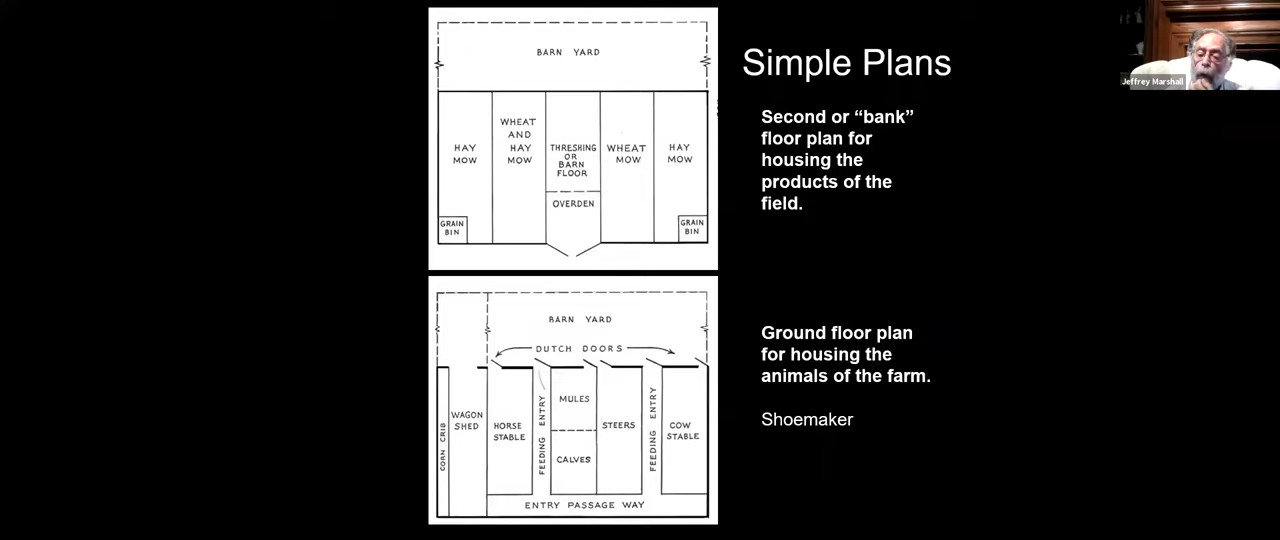 BARN YARD
HAY
MOW
WHEAT
AND
HAY
MOW
THRESHING
OR
BARN
FLOOR
OVERDEN
WHEAT
MOW
HAY
MOW
GRAIN
BIN
GRAIN
BIN
BARN YARD
DUTCH DOORS
CORN CRIB
WAGON
SHED
HORSE
STABLE
FEEDING ENTRY
MULES
CALVES
STEERS
FEEDING ENTRY
COW
STABLE
ENTRY PASSAGE WAY
Simple Plans
Second or “bank”
floor plan for
housing the
products of the
field.
Ground floor plan
for housing the
animals of the farm.
Shoemaker
Jeffrey Marshall